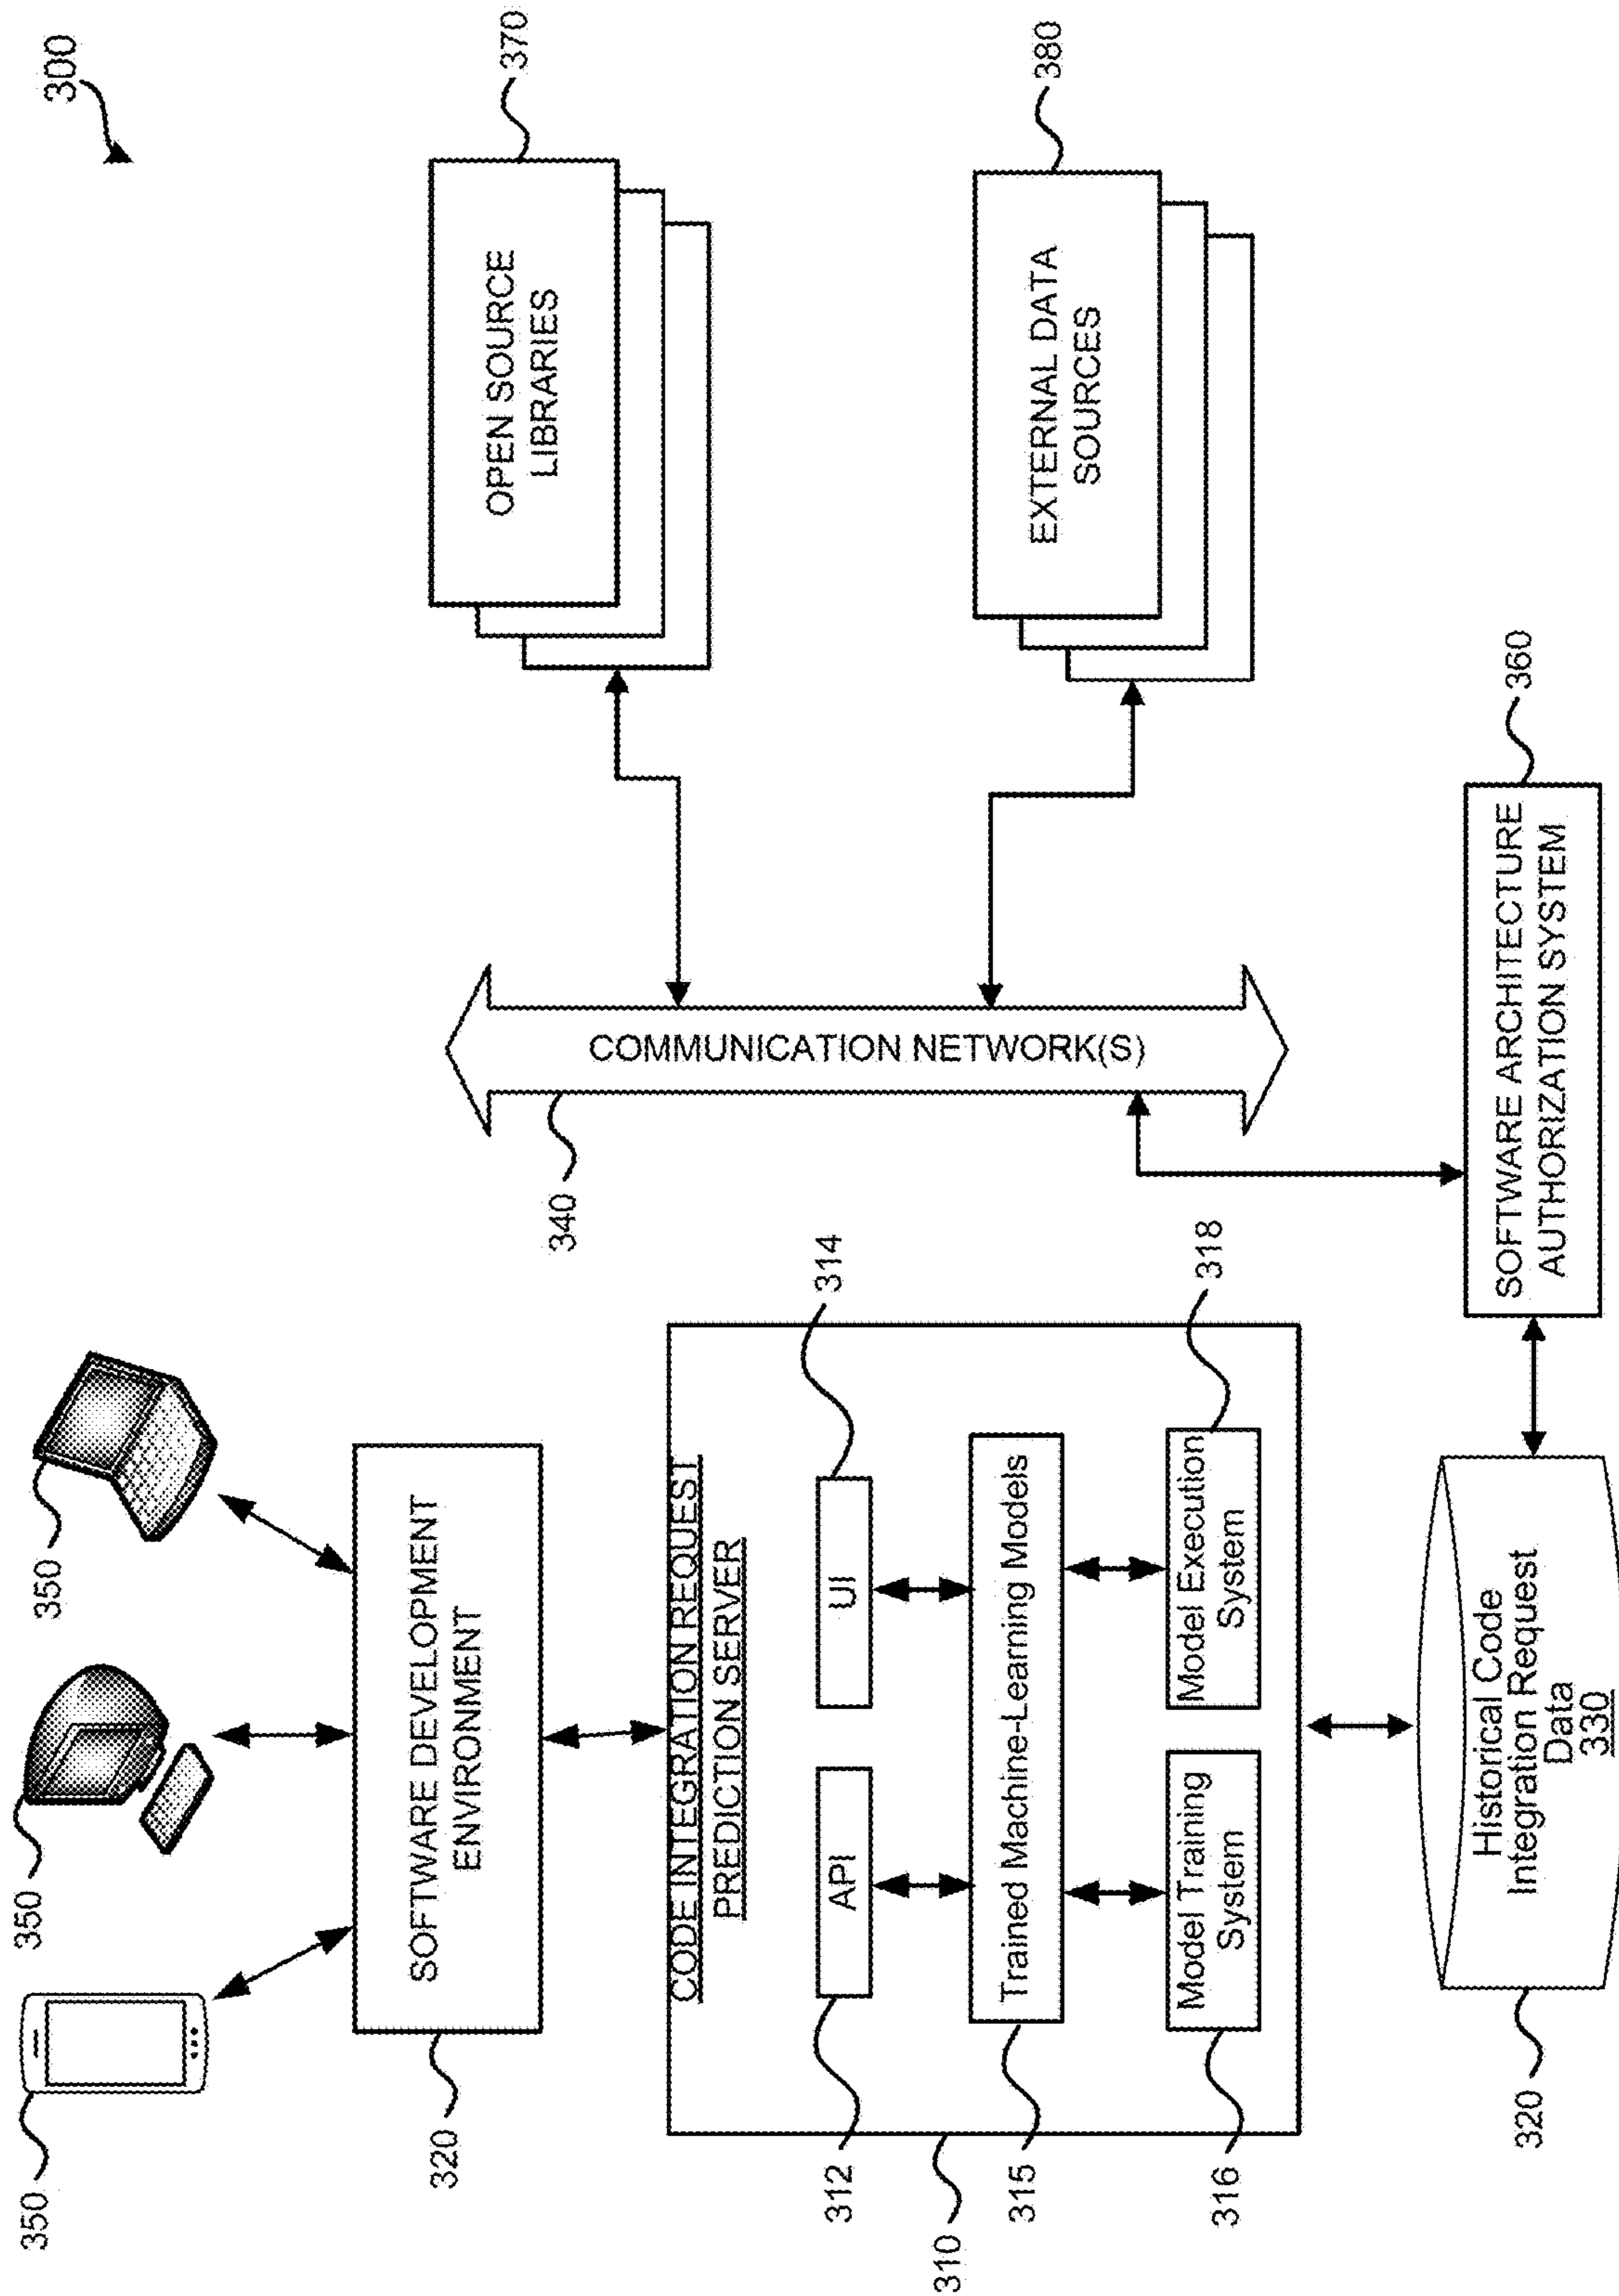 300
350
350
350
SOFTWARE DEVELOPMENT
ENVIRONMENT
320
CODE INTEGRATION REQUEST
PREDICTION SERVER
310
API
312
UI
314
Trained Machine-Learning Models
315
Model Training
System
316
Model Execution
System
318
Historical Code
Integration Request
Data
330
320
COMMUNICATION NETWORK(S)
340
OPEN SOURCE
LIBRARIES
370
EXTERNAL DATA
SOURCES
380
SOFTWARE ARCHITECTURE
AUTHORIZATION SYSTEM
360